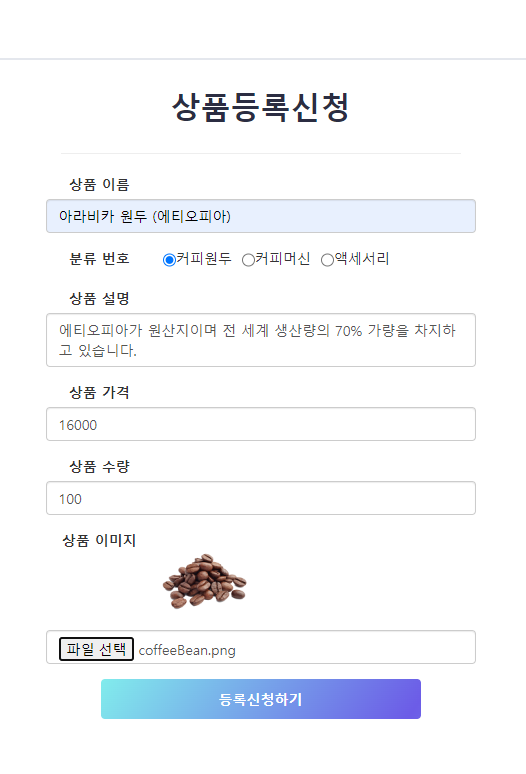 상품등록신청
상품 이름
아라비카 원두 (에티오피아)
분류 번호 커피원두 커피머신 액세서리
상품 설명
에티오피아가 원산지이며 전 세계 생산량의 70% 가량을 차지하
고 있습니다.
상품 가격
16000
상품 수량
100
상품 이미지
파일 선택 coffeeBean.png
등록신청하기